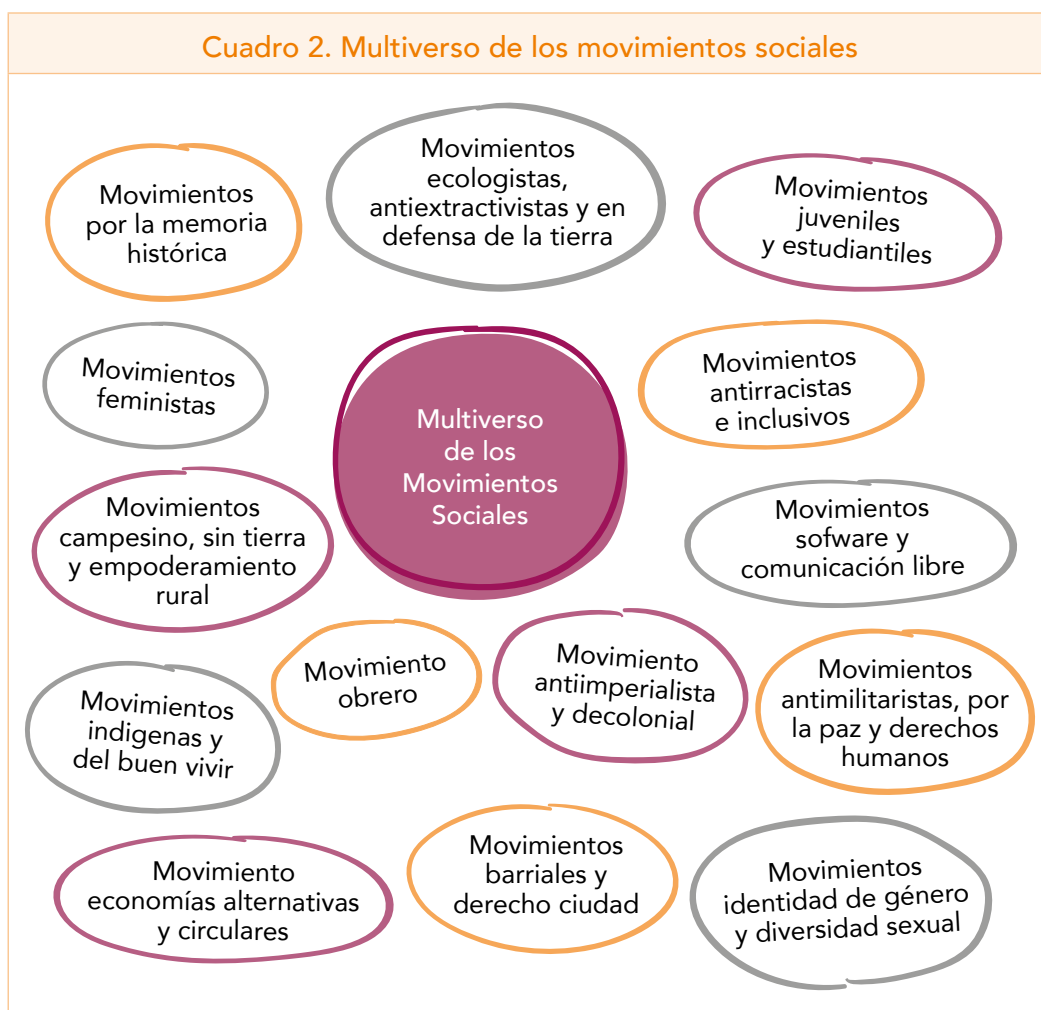 Cuadro 2. Multiverso de los movimientos sociales
Movimientos
por la memoria
histórica
Movimientos
ecologistas,
antiextractivistas y en
defensa de la tierra
Movimientos
juveniles
y estudiantiles
Movimientos
feministas
Multiverso
de los
Movimientos
Sociales
Movimientos
antirracistas
e inclusivos
Movimientos
campesino, sin tierra
y empoderamiento
rural
Movimientos
sofware y
comunicación libre
Movimientos
indígenas y
del buen vivir
Movimiento
obrero
Movimiento
antiimperialista
y decolonial
Movimientos
antimilitaristas, por
la paz y derechos
humanos
Movimiento
economías alternativas
y circulares
Movimientos
barriales y
derecho ciudad
Movimientos
identidad de género
y diversidad sexual